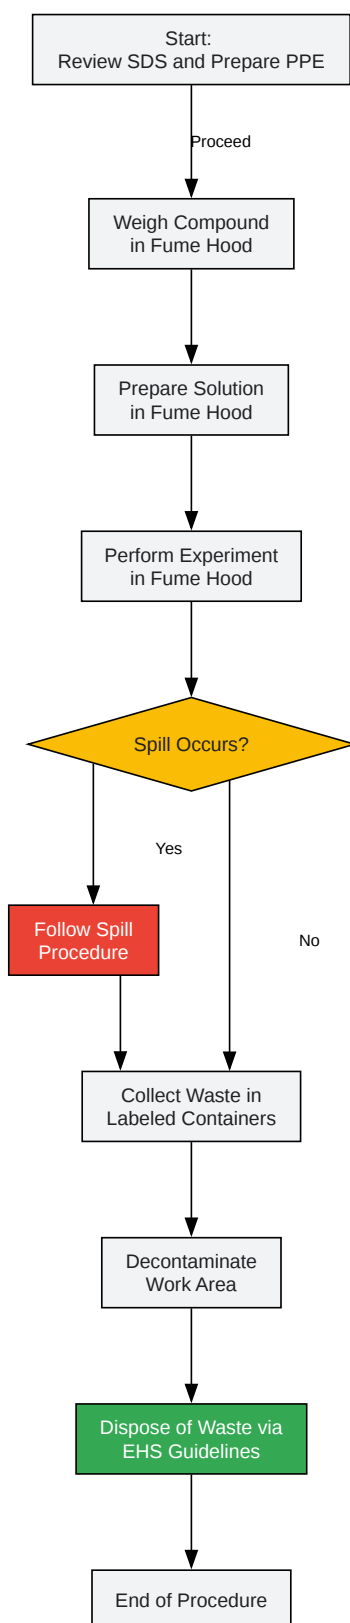 Start:
Review SDS and Prepare PPE
Proceed
Weigh Compound
in Fume Hood
Prepare Solution
in Fume Hood
Perform Experiment
in Fume Hood
Spill Occurs?
Yes
Follow Spill
Procedure
No
Collect Waste in
Labeled Containers
Decontaminate
Work Area
Dispose of Waste via
EHS Guidelines
End of Procedure